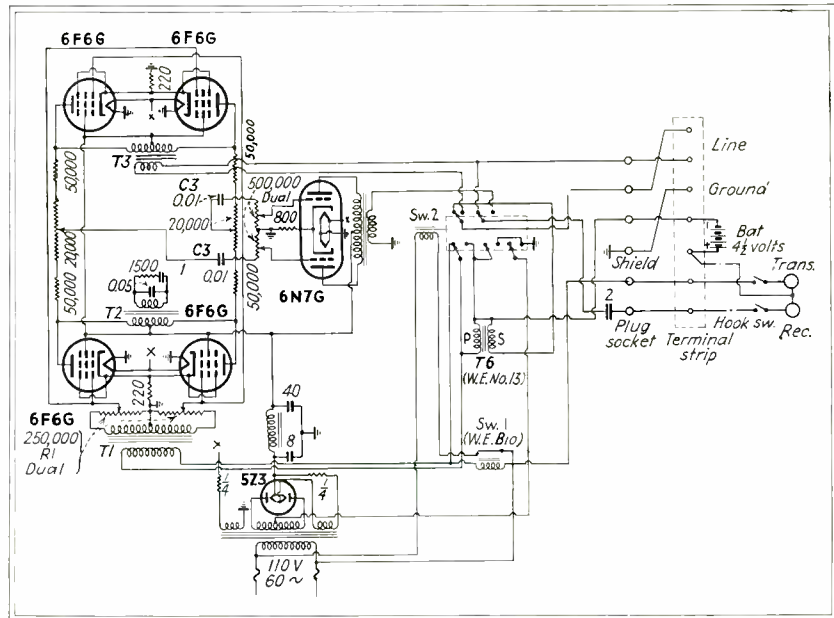 6F6G
6F6G
220
x
T3
50,000
50,000
C3
0.01
500,000
Dual
20,000
800
x
C3
0.01
1
20,000
50,000
50,000
6N7G
1500
0.05
T2
6F6G
x
220
6F6G
250,000
R1
Dual
T1
x
1/4
5Z3
1/4
40
8
110 V
60 ~
Sw.2
P
S
T6
(W.E.No.13)
Sw.1
(W.E.B10)
Line
Ground
Bat
4½ volts
Shield
Trans.
2
Plug
socket
Terminal
strip
Hook sw.
Rec.